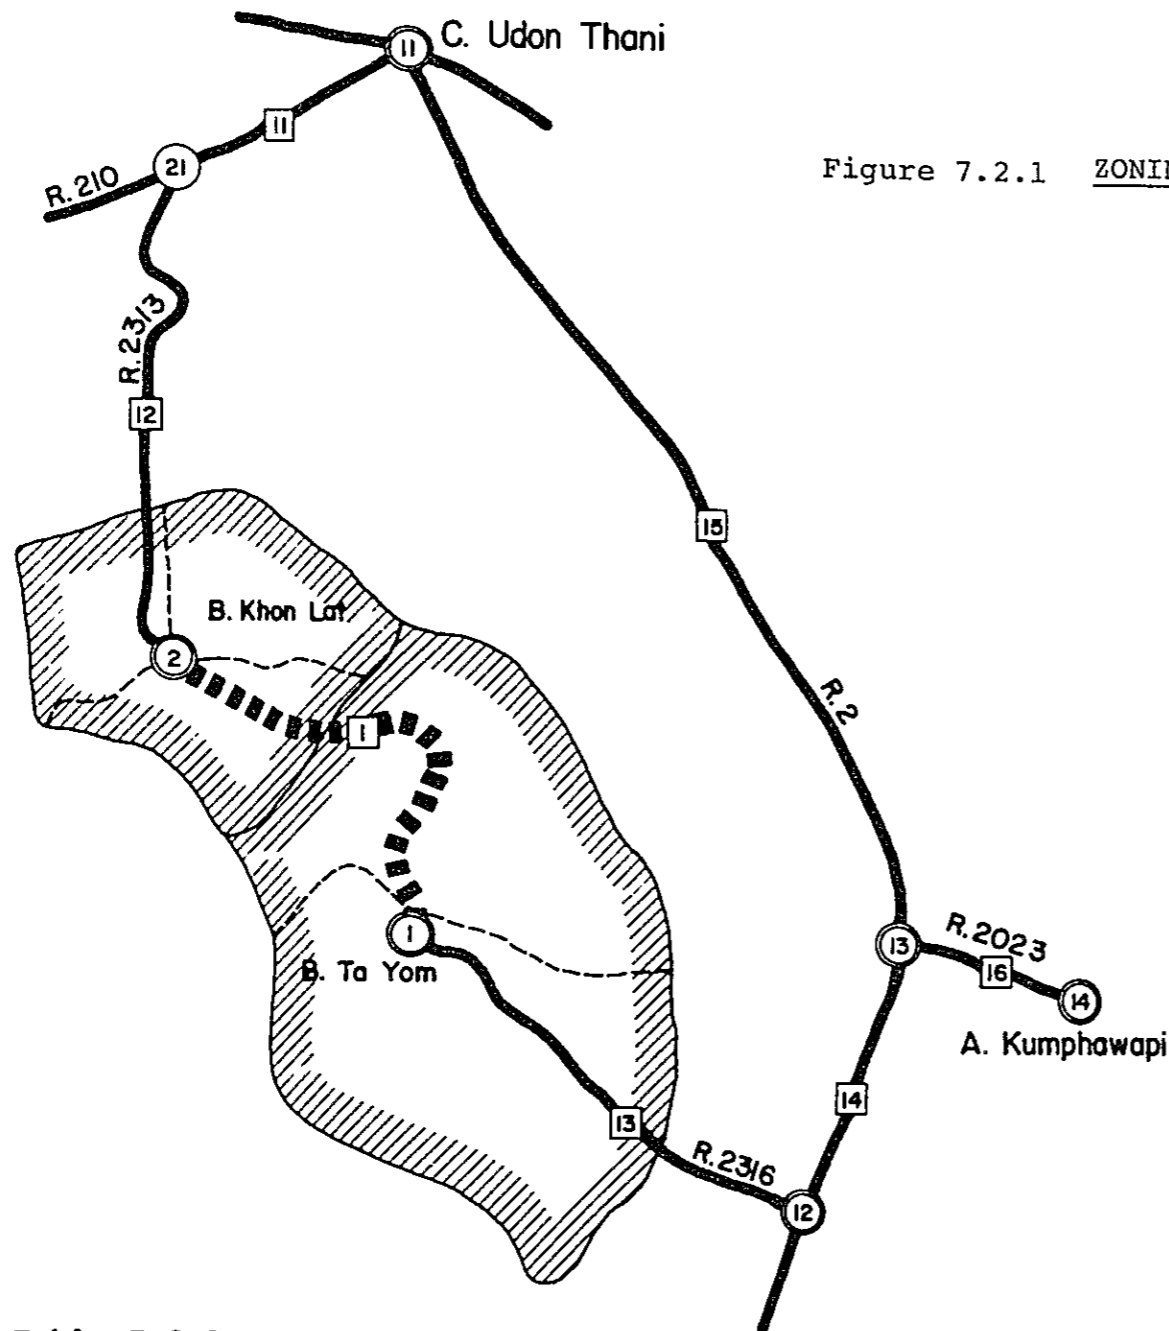 11
C. Udon Thani
11
21
R.210
Figure 7.2.1
R.2313
12
15
B. Khon Lat
2
R.2
1
1
B. Ta Yom
13
R.2023
16
14
A. Kumphawapi
14
13
R.2316
12